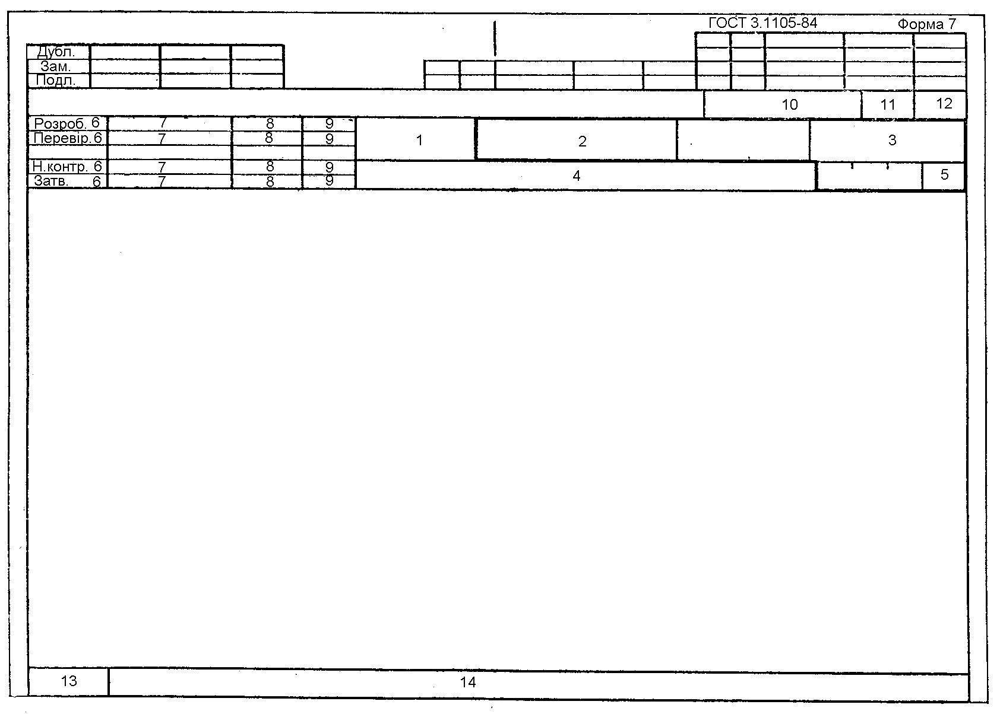 ГОСТ 3.1105-84 Форма 7
Дубл.
Зам.
Подл.
10 11 12
Розроб. 6 7 8 9
Перевір. 6 7 8 9
1 2 3
Н.контр. 6 7 8 9
Затв. 6 7 8 9
4 5
13 14